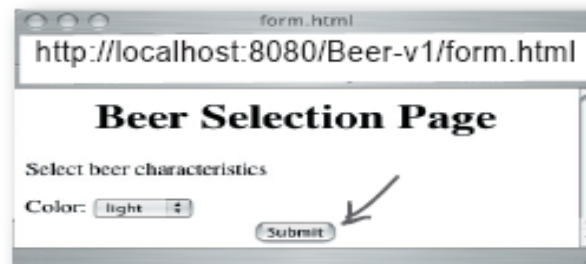 form.html
http://localhost:8080/Beer-v1/form.html
Beer Selection Page
Select beer characteristics
Color: light
Submit